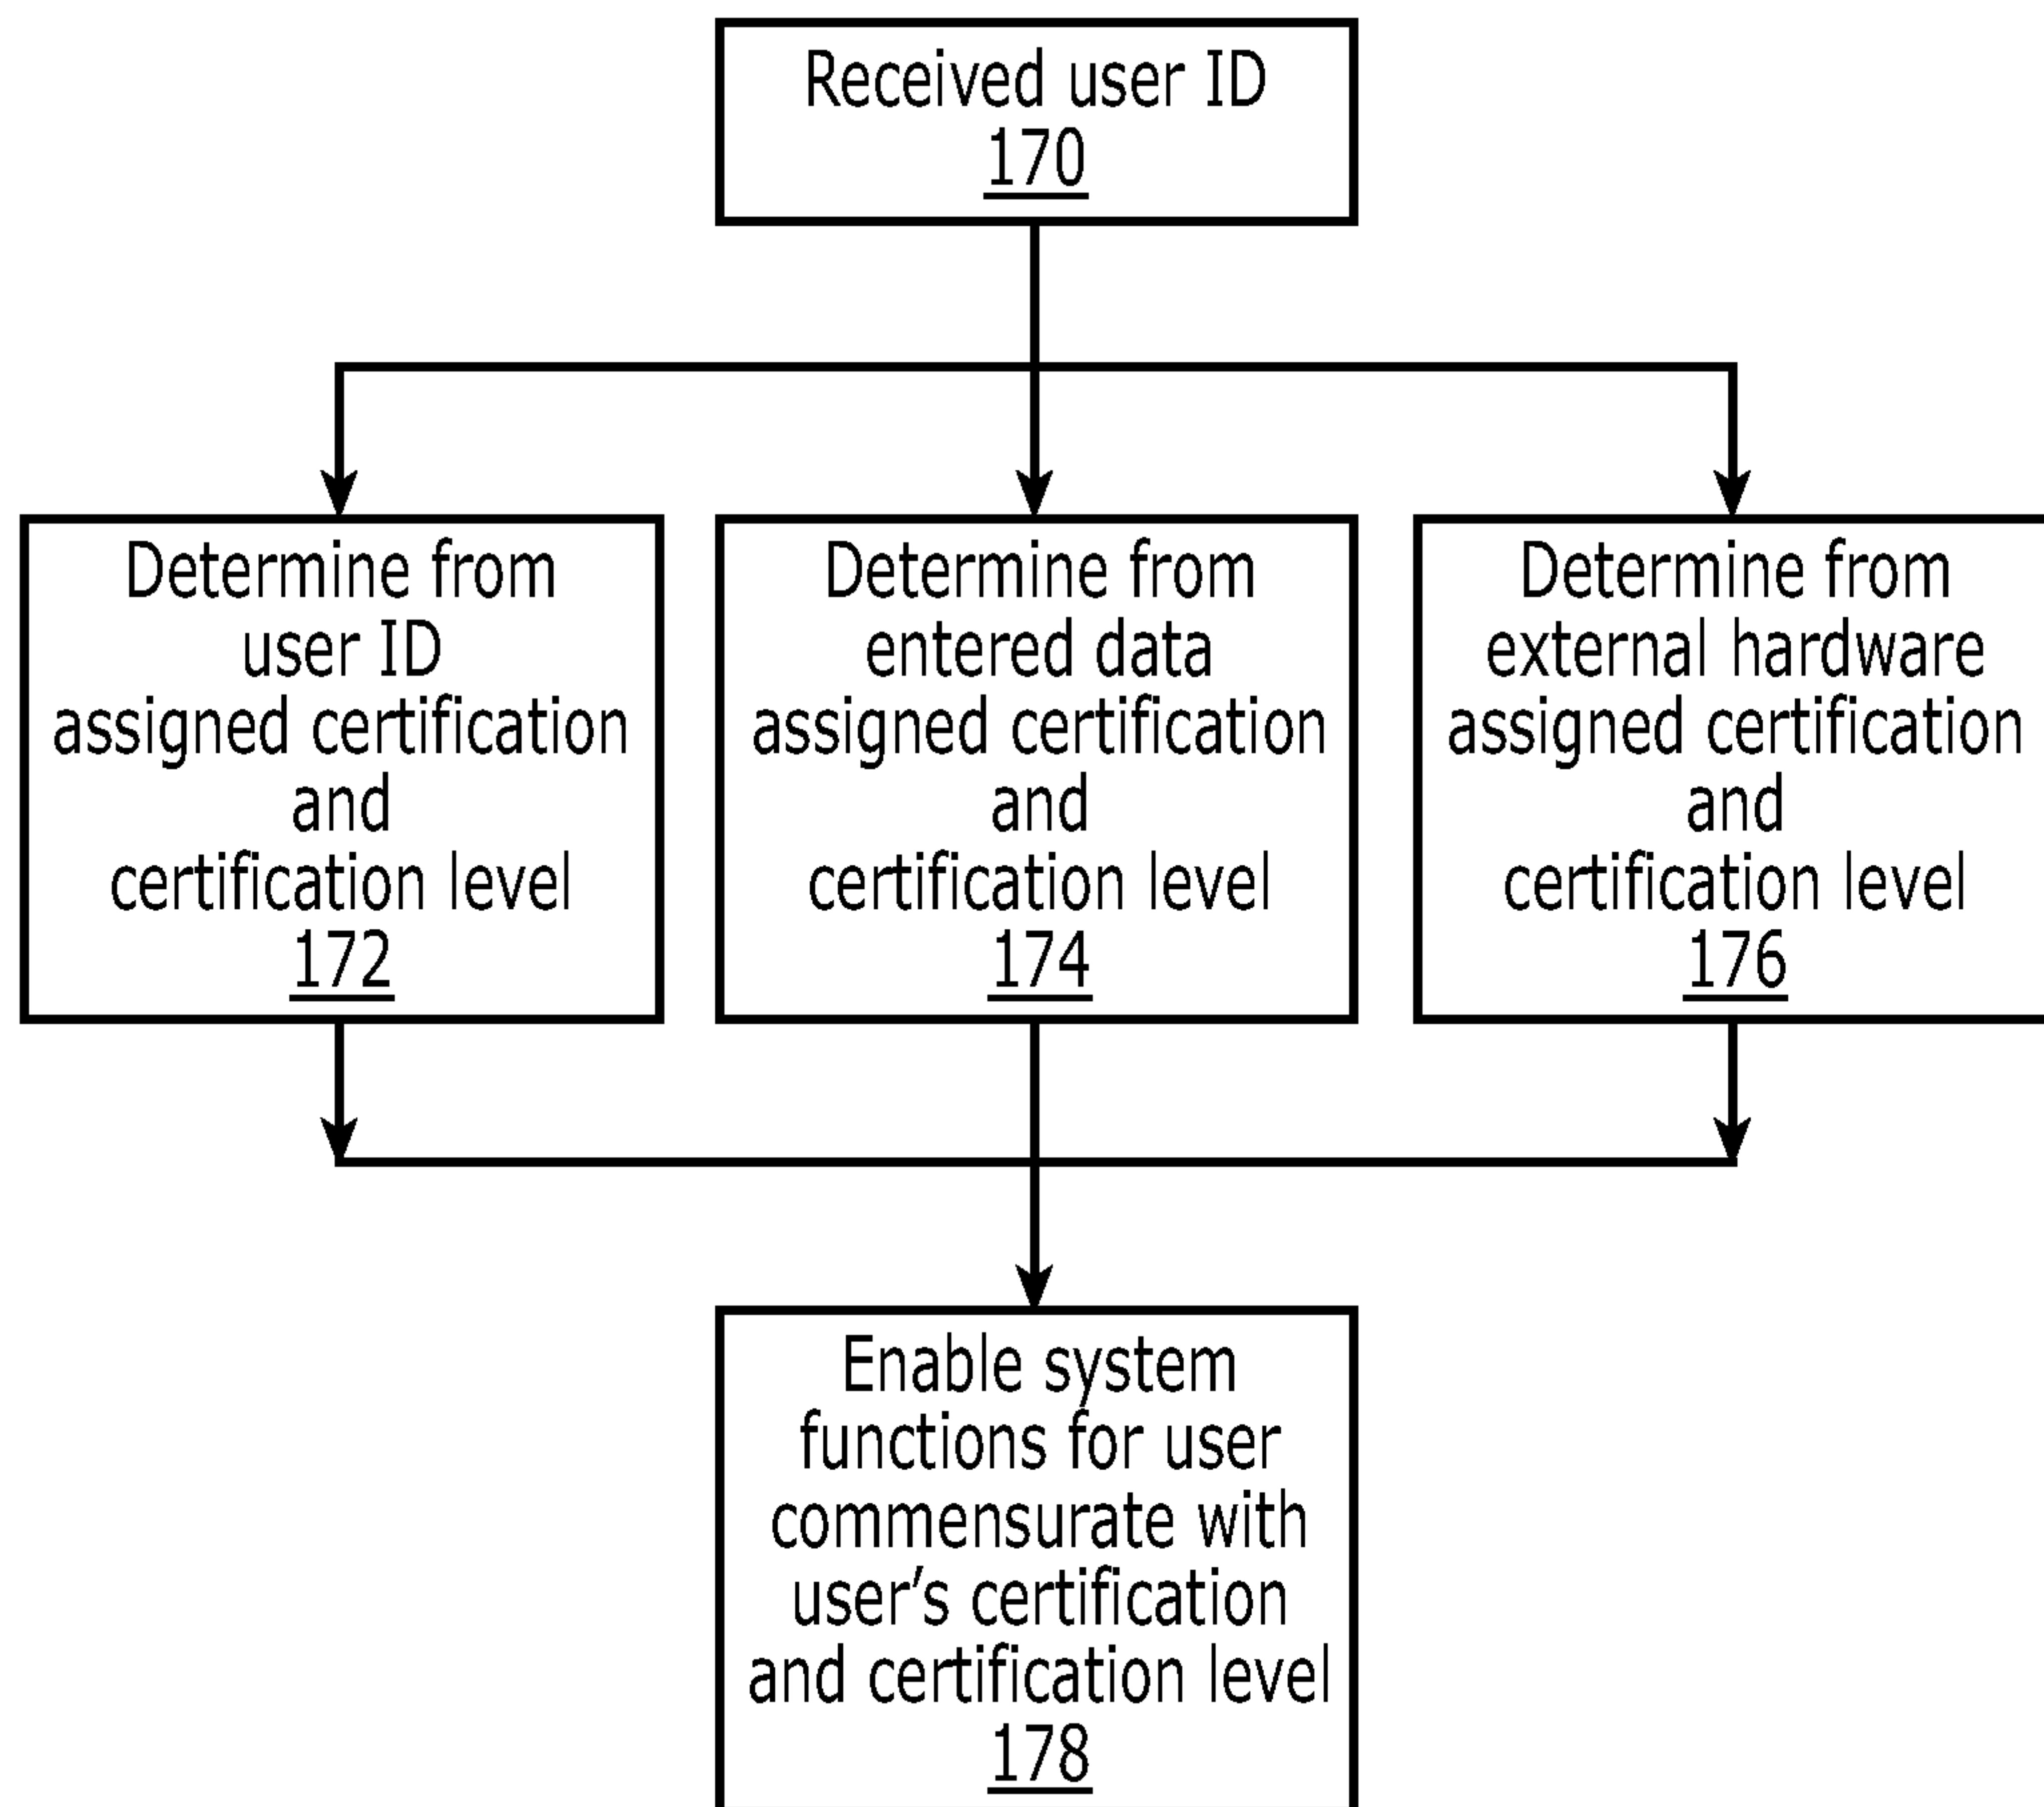 Received user ID
170
Determine from
user ID
assigned certification
and
certification level
172
Determine from
entered data
assigned certification
and
certification level
174
Determine from
external hardware
assigned certification
and
certification level
176
Enable system
functions for user
commensurate with
user’s certification
and certification level
178